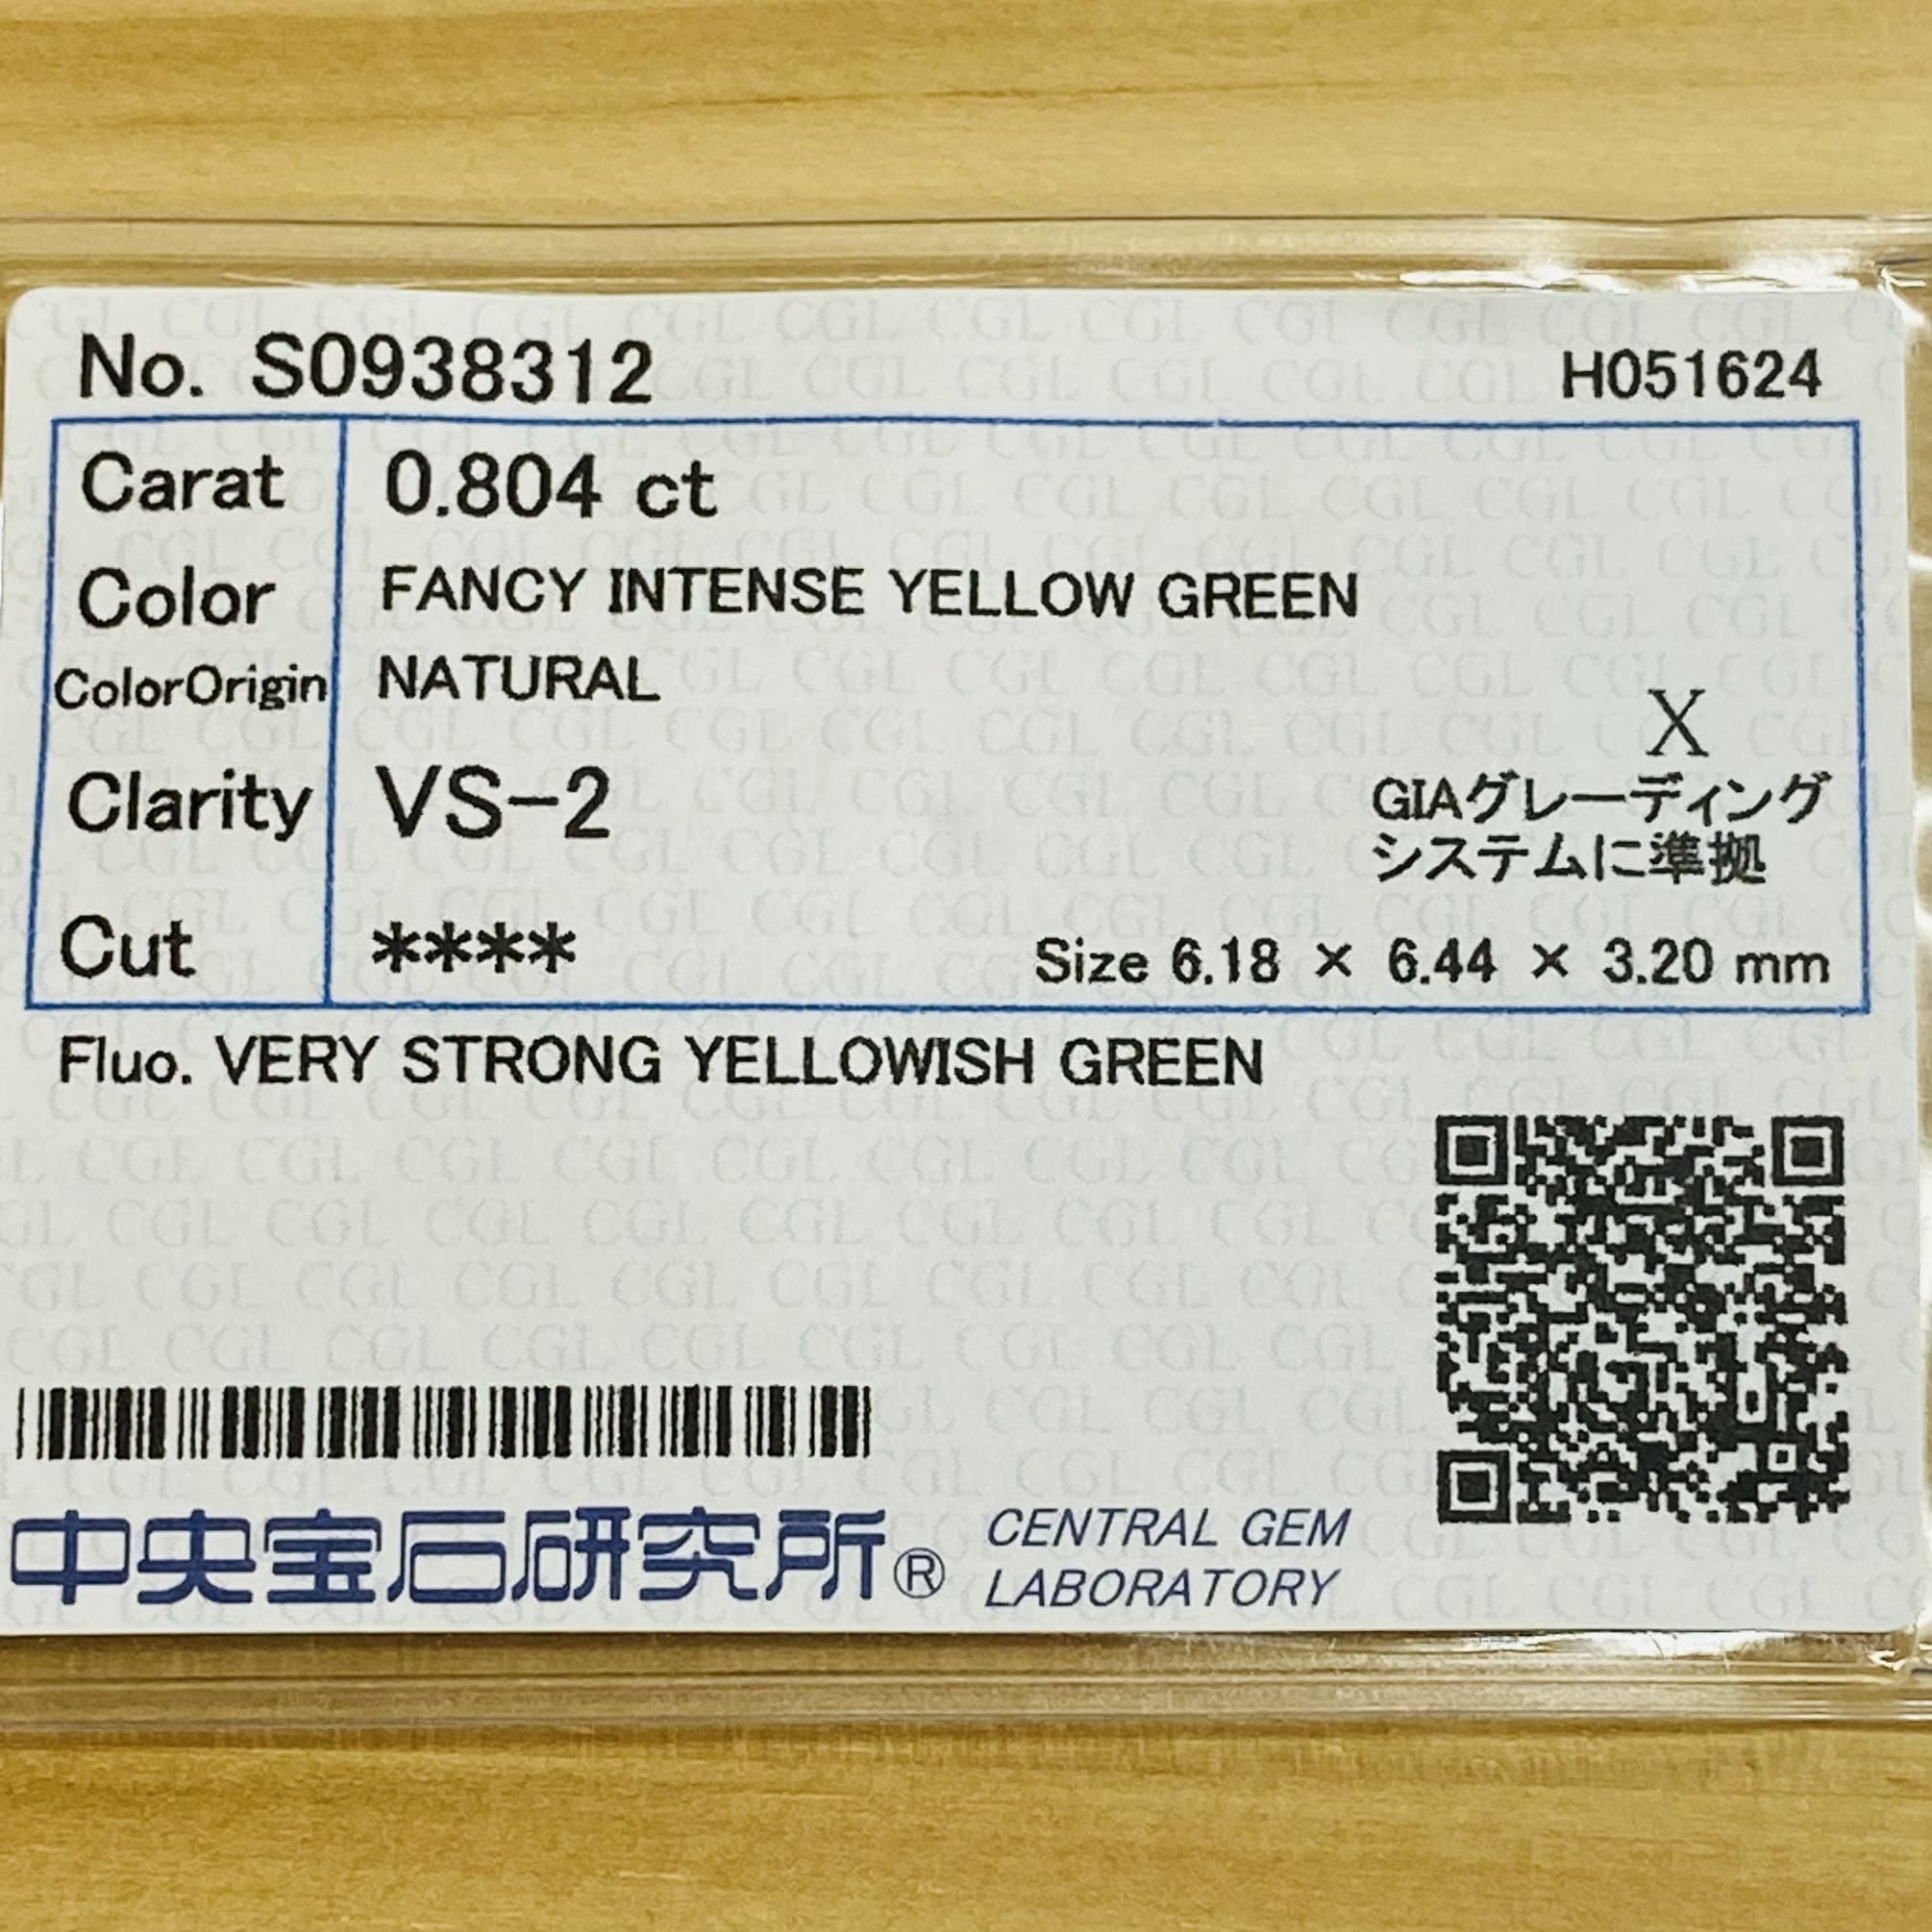 No. S0938312 H051624
Carat 0.804 ct
Color FANCY INTENSE YELLOW GREEN
ColorOrigin NATURAL
X
Clarity VS-2
GIAグレーディング
システムに準拠
Cut **** Size 6.18 × 6.44 × 3.20 mm
Fluo. VERY STRONG YELLOWISH GREEN
中央宝石研究所® CENTRAL GEM
LABORATORY